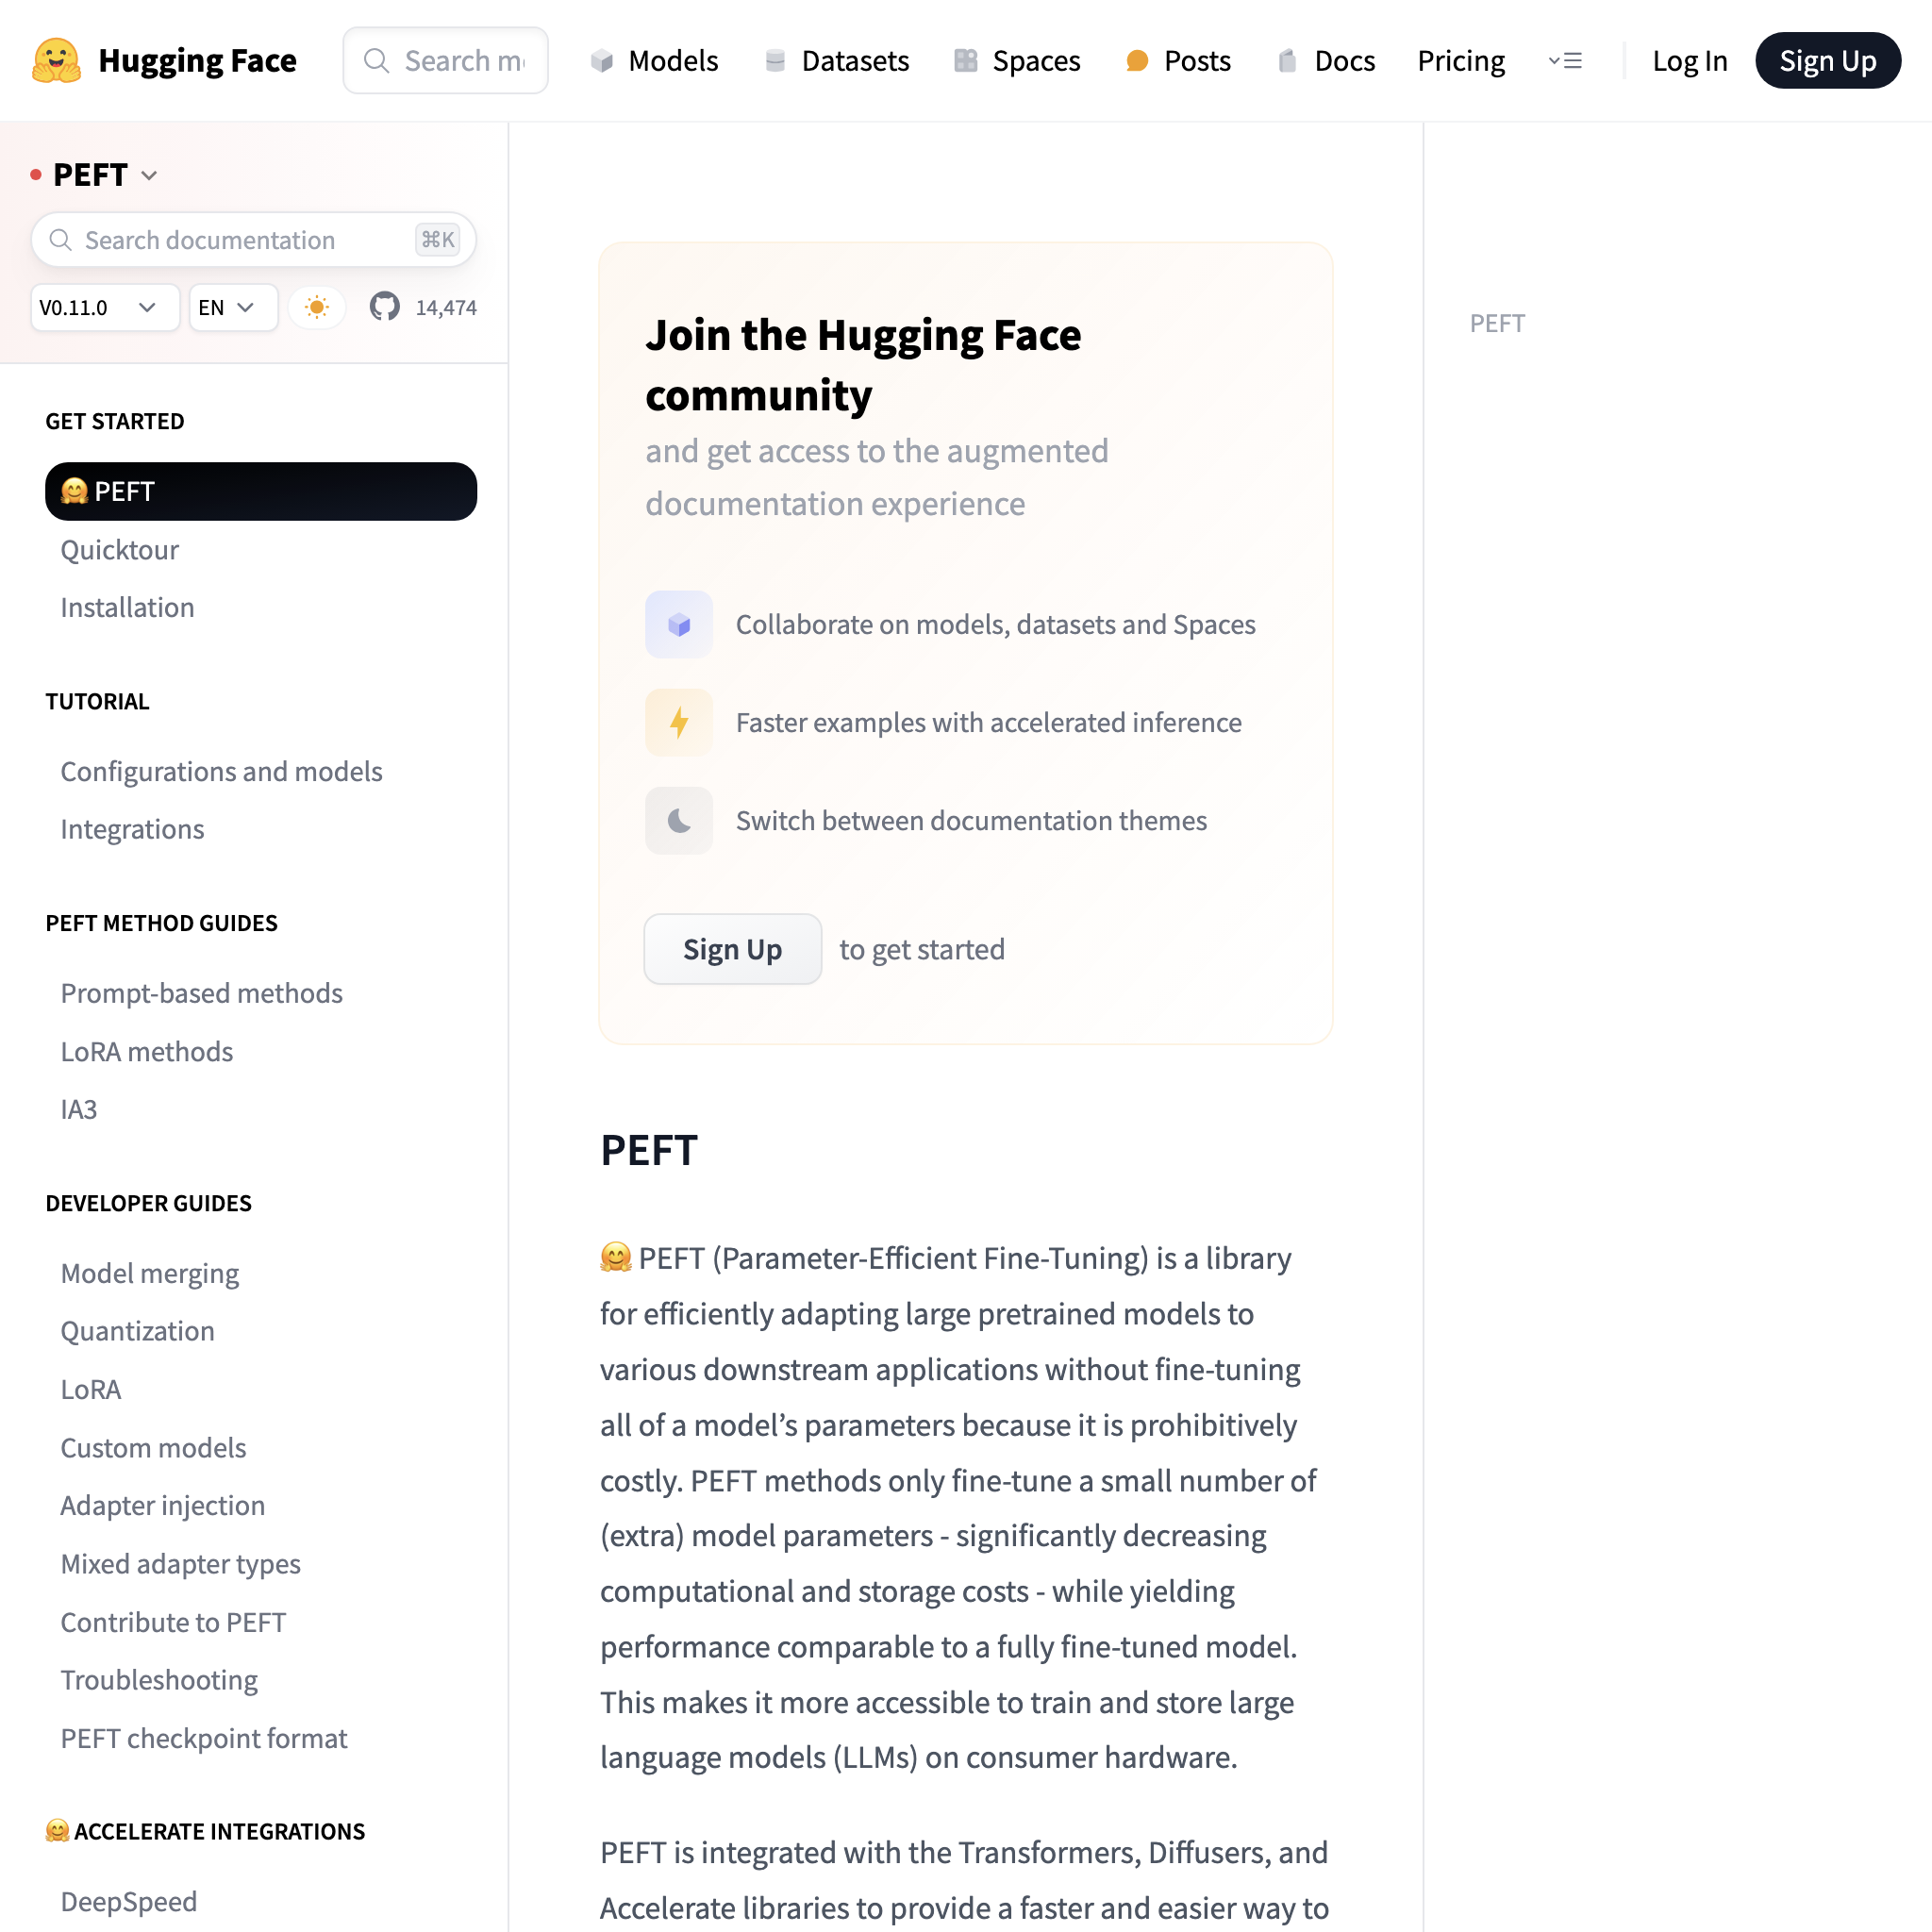 Hugging Face
Search m
Models
Datasets
Spaces
Posts
Docs
Pricing
Log In
Sign Up
PEFT
Search documentation
⌘K
V0.11.0
EN
14,474
GET STARTED
🤗 PEFT
Quicktour
Installation
TUTORIAL
Configurations and models
Integrations
PEFT METHOD GUIDES
Prompt-based methods
LoRA methods
IA3
DEVELOPER GUIDES
Model merging
Quantization
LoRA
Custom models
Adapter injection
Mixed adapter types
Contribute to PEFT
Troubleshooting
PEFT checkpoint format
🤗 ACCELERATE INTEGRATIONS
DeepSpeed
Join the Hugging Face
community
and get access to the augmented
documentation experience
Collaborate on models, datasets and Spaces
Faster examples with accelerated inference
Switch between documentation themes
Sign Up to get started
PEFT
🤗 PEFT (Parameter-Efficient Fine-Tuning) is a library
for efficiently adapting large pretrained models to
various downstream applications without fine-tuning
all of a model’s parameters because it is prohibitively
costly. PEFT methods only fine-tune a small number of
(extra) model parameters - significantly decreasing
computational and storage costs - while yielding
performance comparable to a fully fine-tuned model.
This makes it more accessible to train and store large
language models (LLMs) on consumer hardware.
PEFT is integrated with the Transformers, Diffusers, and
Accelerate libraries to provide a faster and easier way to
PEFT